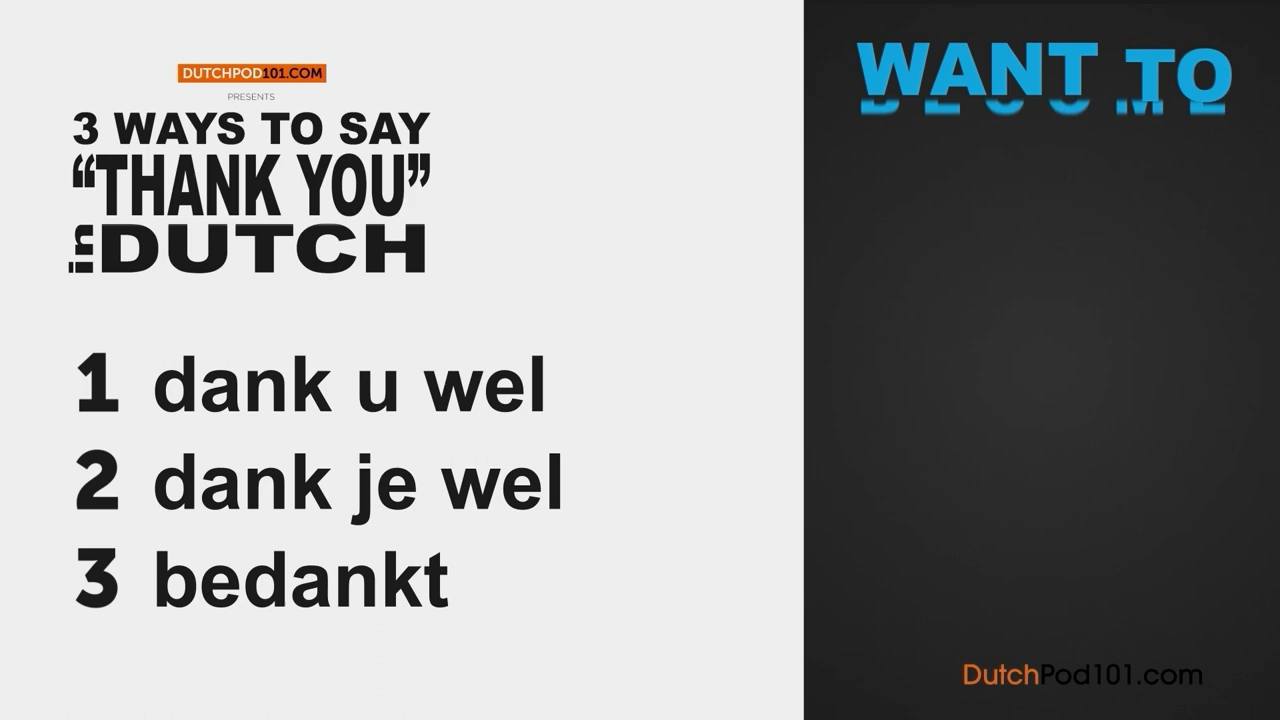 DUTCHPOD101.COM
PRESENTS
3 WAYS TO SAY
“THANK YOU”
in DUTCH
1 dank u wel
2 dank je wel
3 bedankt
WANT TO
DutchPod101.com